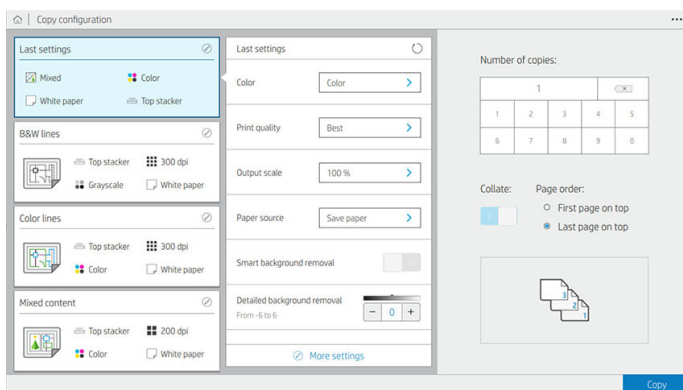 Copy configuration
Last settings
Mixed
Color
White paper
Top stacker
B&W lines
Top stacker
300 dpi
Grayscale
White paper
Color lines
Top stacker
300 dpi
Color
White paper
Mixed content
Top stacker
200 dpi
Color
White paper
Last settings
Color
Color
Print quality
Best
Output scale
100 %
Paper source
Save paper
Smart background removal
Detailed background removal
From -6 to 6
− 0 +
More settings
Number of copies:
1
1 2 3 4 5
6 7 8 9 0
Collate:
Page order:
First page on top
Last page on top
3
2
1
Copy